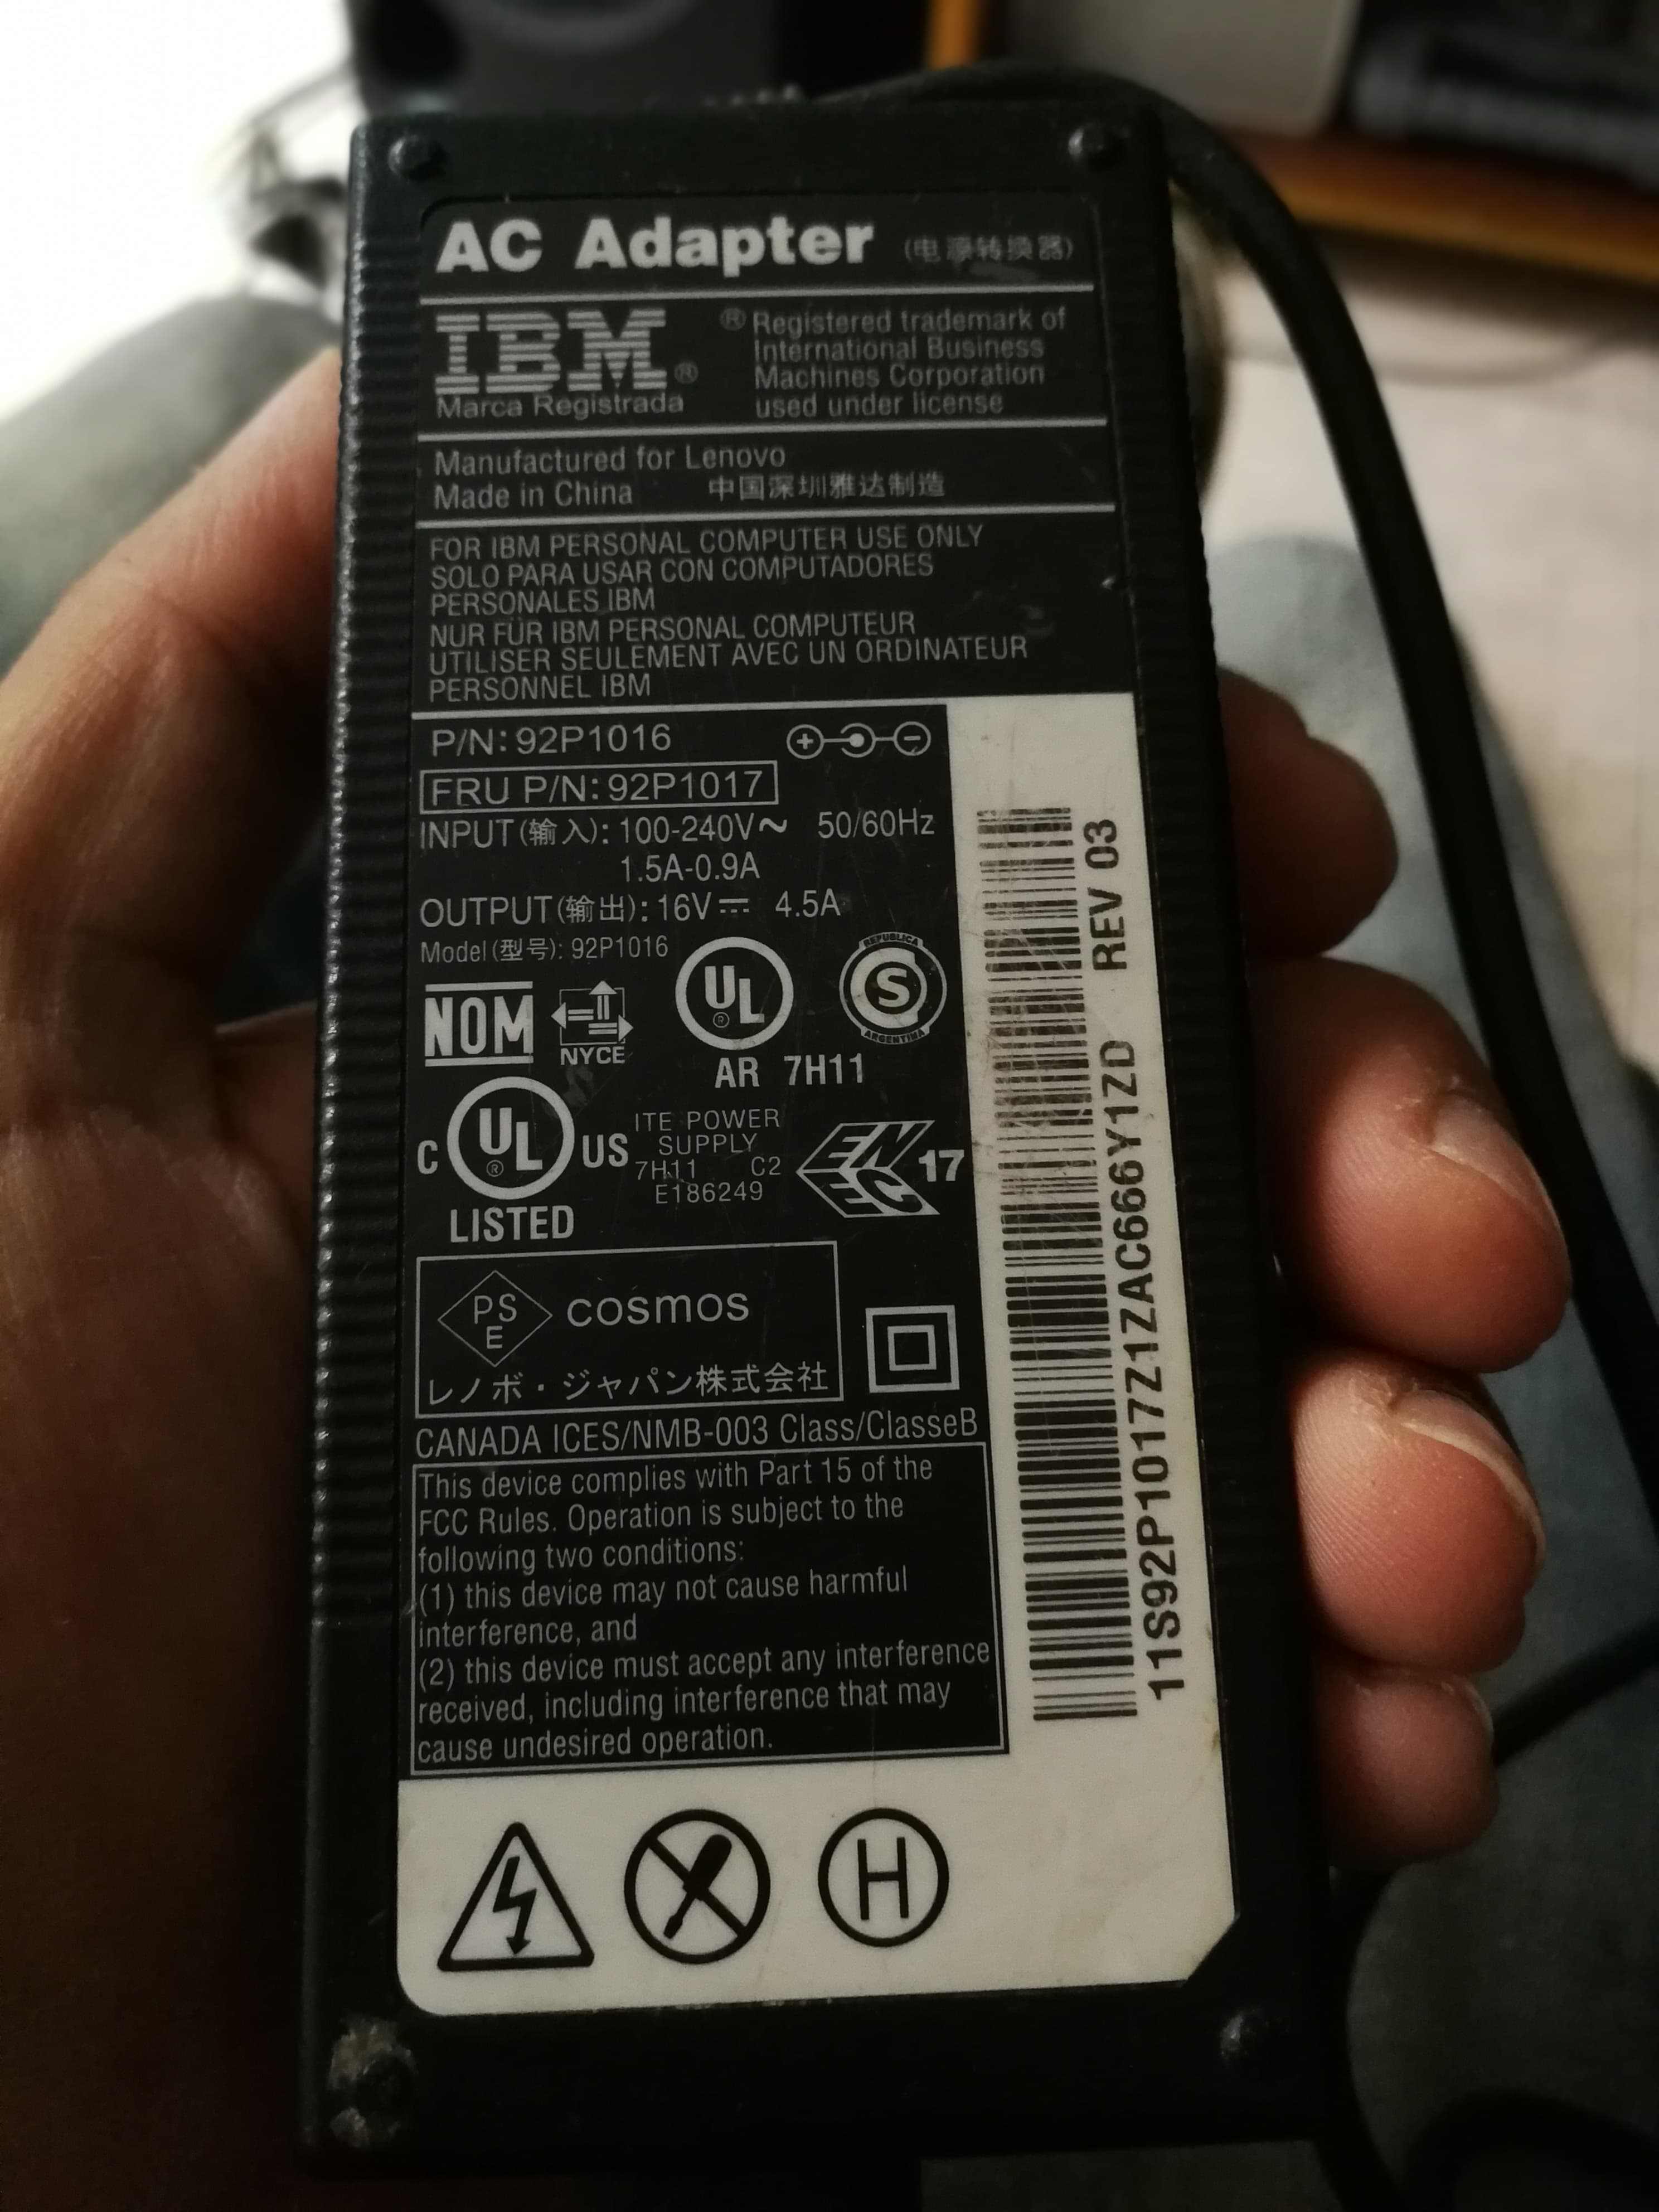 AC Adapter (电源转换器)
IBM®
Marca Registrada
® Registered trademark of
International Business
Machines Corporation
used under license
Manufactured for Lenovo
Made in China 中国深圳雅达制造
FOR IBM PERSONAL COMPUTER USE ONLY
SOLO PARA USAR CON COMPUTADORES
PERSONALES IBM
NUR FÜR IBM PERSONAL COMPUTEUR
UTILISER SEULEMENT AVEC UN ORDINATEUR
PERSONNEL IBM
P/N: 92P1016
FRU P/N: 92P1017
INPUT(输入): 100-240V~ 50/60Hz
1.5A-0.9A
OUTPUT(输出): 16V⎓ 4.5A
Model(型号): 92P1016
NOM
NYCE
UL®
AR 7H11
REPUBLICA
S
ARGENTINA
C UL® US
LISTED
ITE POWER
SUPPLY
7H11 C2
E186249
ENEC 17
PSE cosmos
レノボ・ジャパン株式会社
CANADA ICES/NMB-003 Class/ClasseB
This device complies with Part 15 of the
FCC Rules. Operation is subject to the
following two conditions:
(1) this device may not cause harmful
interference, and
(2) this device must accept any interference
received, including interference that may
cause undesired operation.
H
11S92P1017Z1ZAC666Y1ZD REV 03